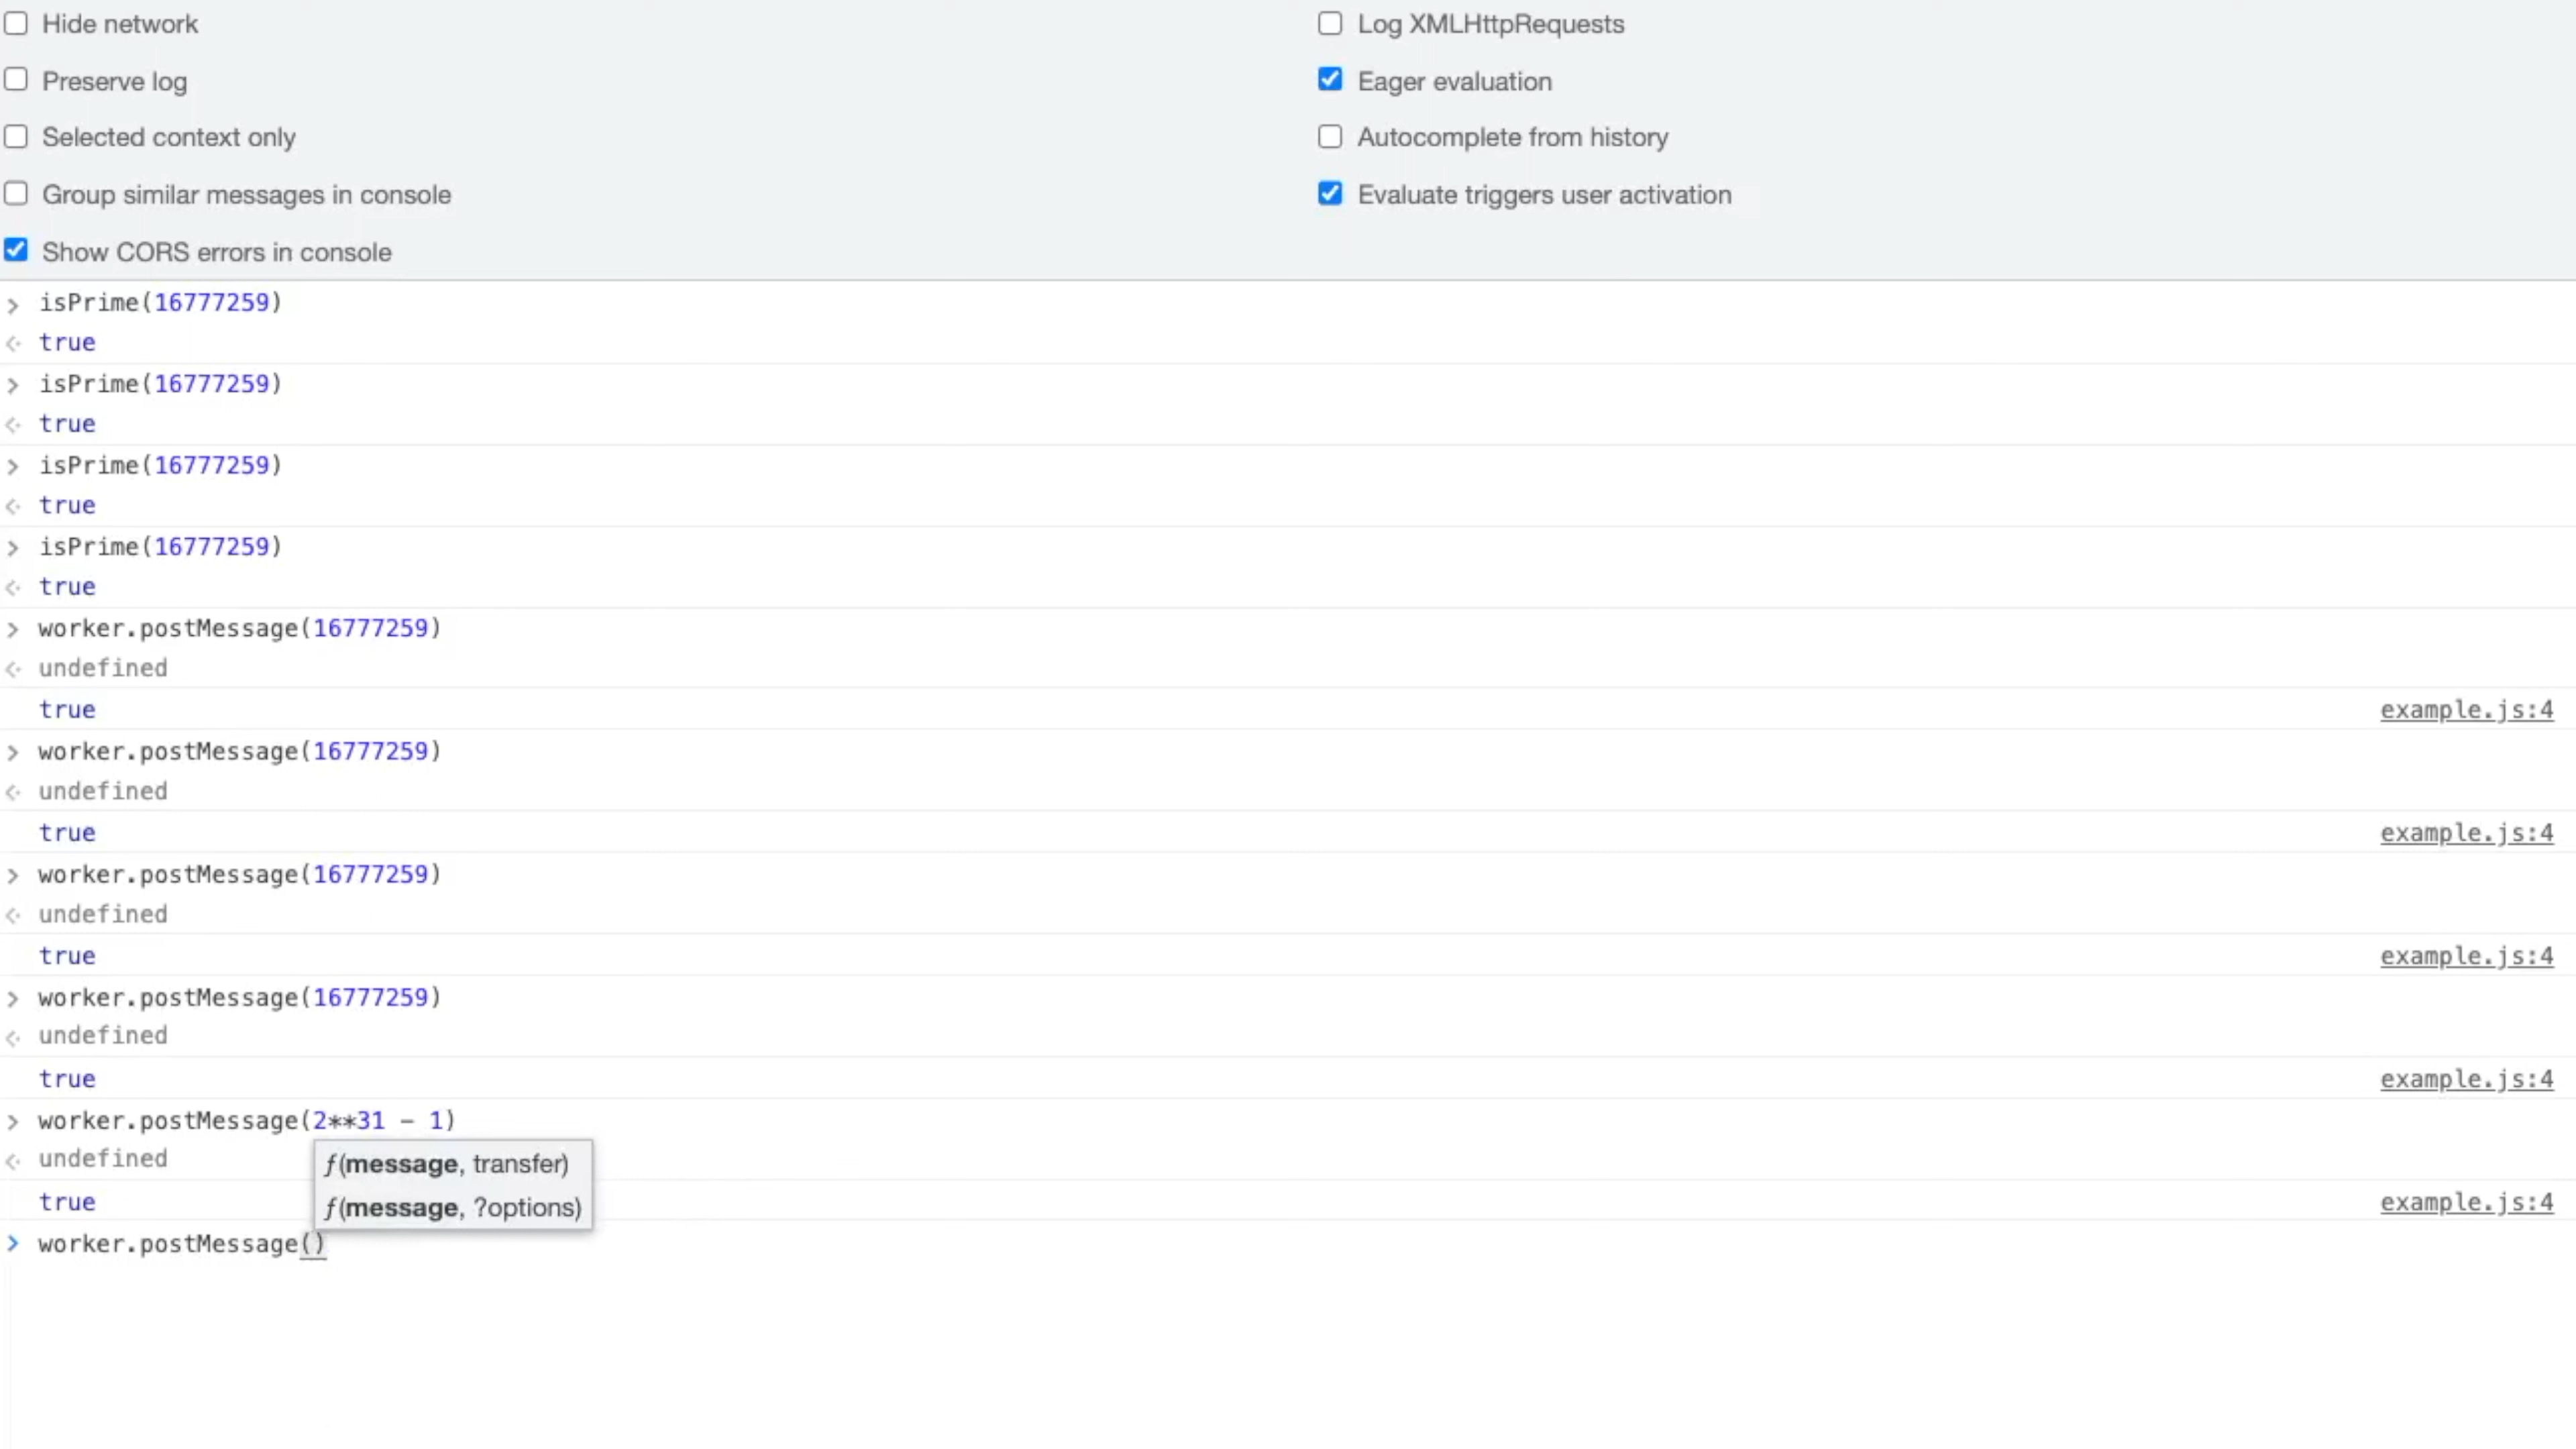 Hide network
Log XMLHttpRequests
Preserve log
Eager evaluation
Selected context only
Autocomplete from history
Group similar messages in console
Evaluate triggers user activation
Show CORS errors in console
> isPrime(16777259)
true
> isPrime(16777259)
true
> isPrime(16777259)
true
> isPrime(16777259)
true
> worker.postMessage(16777259)
undefined
true example.js:4
> worker.postMessage(16777259)
undefined
true example.js:4
> worker.postMessage(16777259)
undefined
true example.js:4
> worker.postMessage(16777259)
undefined
true example.js:4
> worker.postMessage(2**31 - 1)
undefined
ƒ(message, transfer)
true example.js:4
ƒ(message, ?options)
> worker.postMessage()